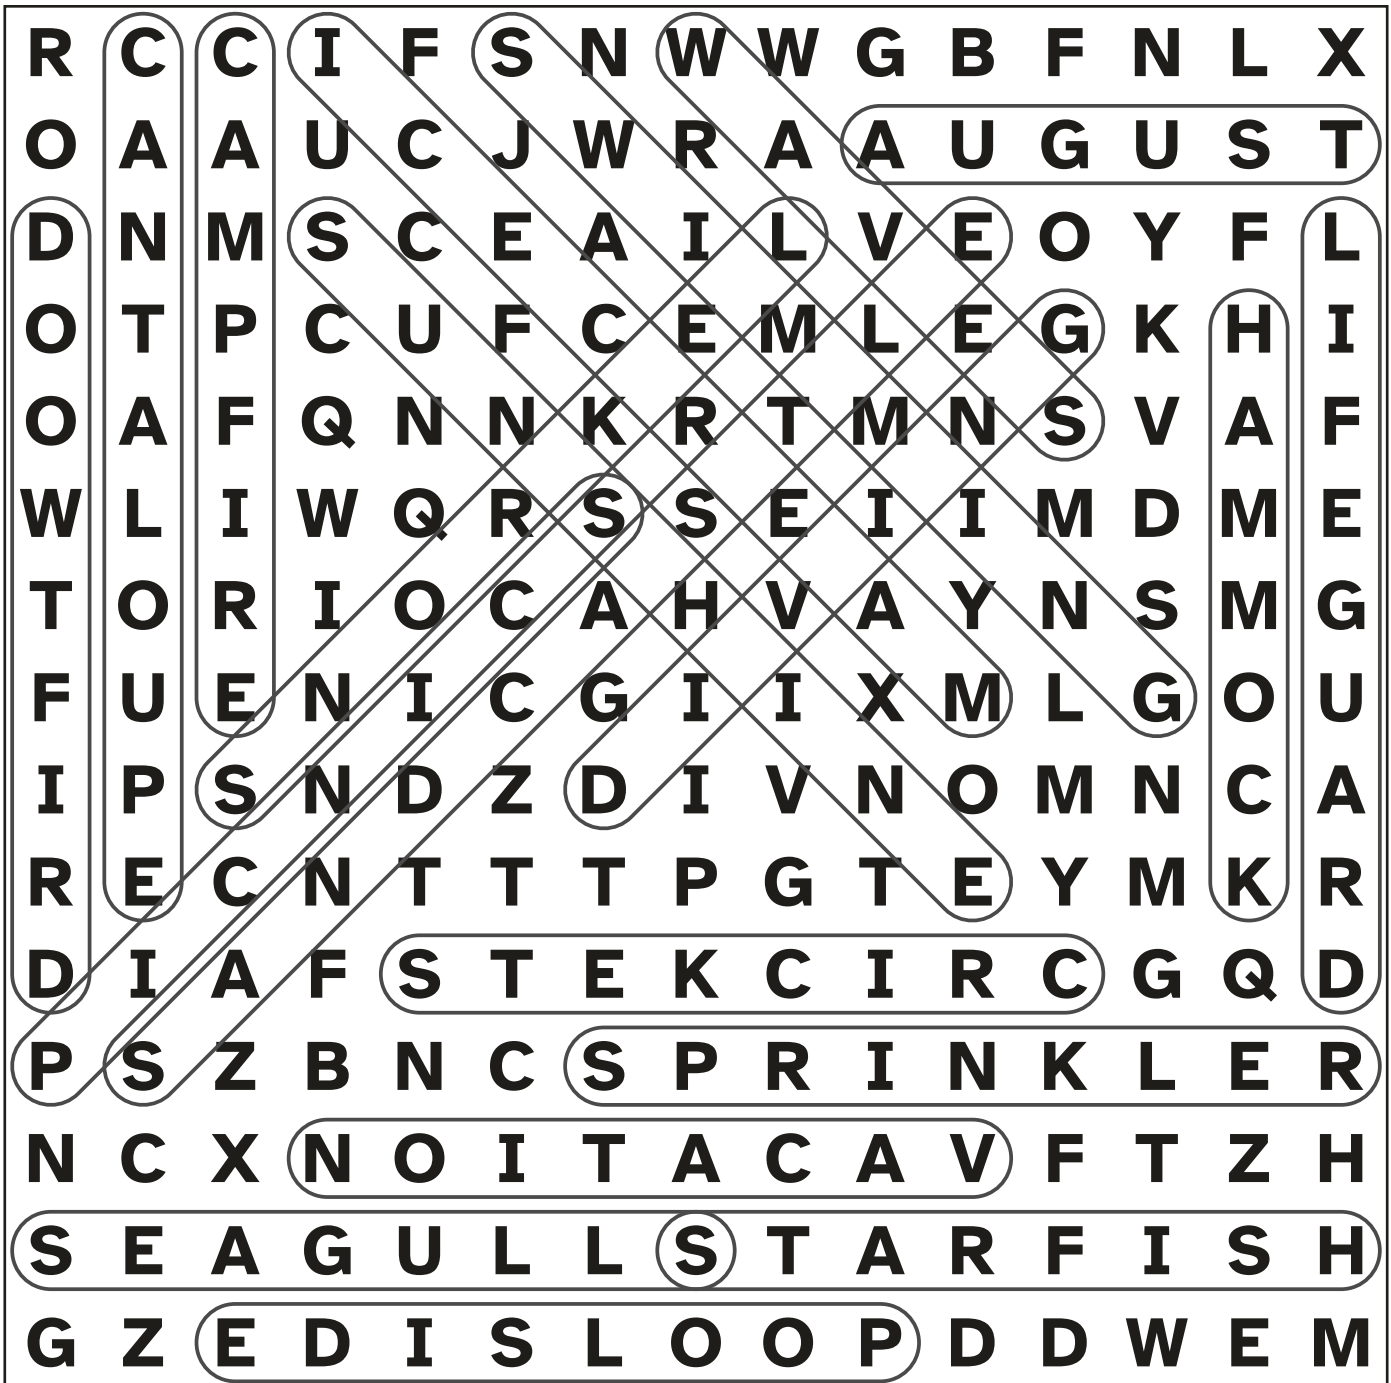 R C C I F S N W W G B F N L X
O A A U C J W R A A U G U S T
D N M S C E A I L V E O Y F L
O T P C U F C E M L E G K H I
O A F Q N N K R T M N S V A F
W L I W Q R S S E I I M D M E
T O R I O C A H V A Y N S M G
F U E N I C G I I X M L G O U
I P S N D Z D I V N O M N C A
R E C N T T T P G T E Y M K R
D I A F S T E K C I R C G Q D
P S Z B N C S P R I N K L E R
N C X N O I T A C A V F T Z H
S E A G U L L S T A R F I S H
G Z E D I S L O O P D D W E M